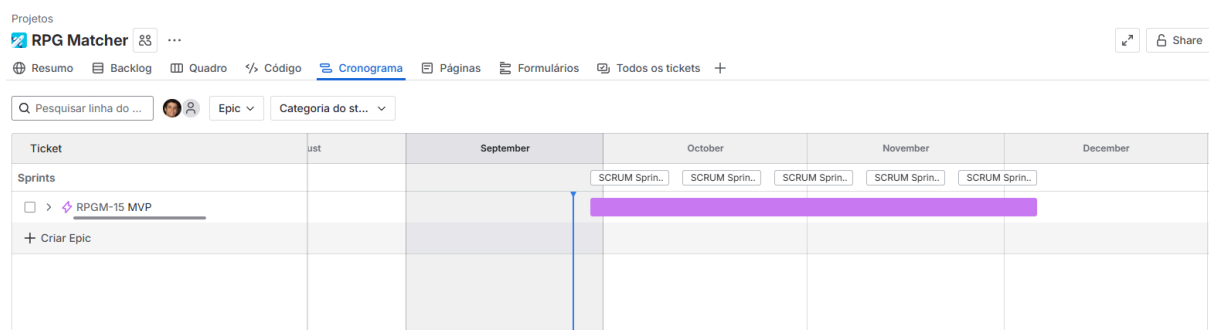 Projetos
RPG Matcher
Share
Resumo Backlog Quadro Código Cronograma Páginas Formulários Todos os tickets
Pesquisar linha do ... Epic Categoria do st...
Ticket ust September October November December
Sprints SCRUM Sprin.. SCRUM Sprin.. SCRUM Sprin.. SCRUM Sprin.. SCRUM Sprin..
RPGM-15 MVP
Criar Epic